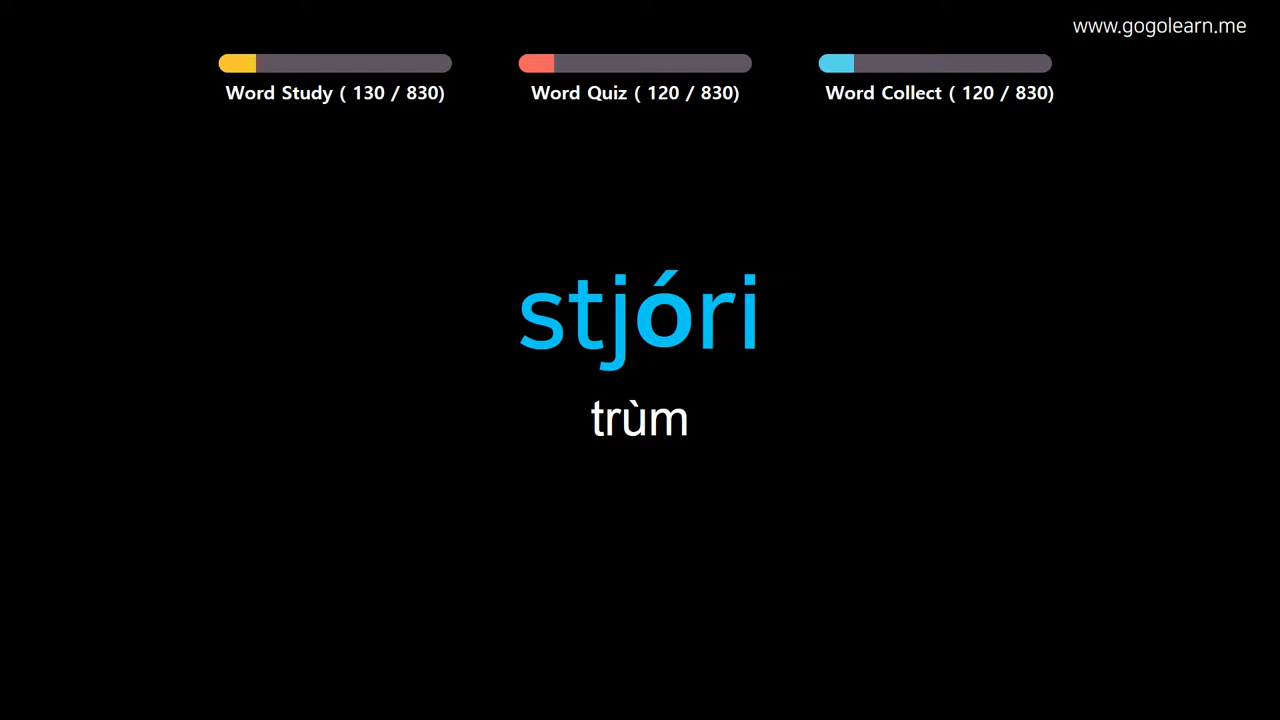 www.gogolearn.me
Word Study ( 130 / 830)
Word Quiz ( 120 / 830)
Word Collect ( 120 / 830)
stjóri
trùm